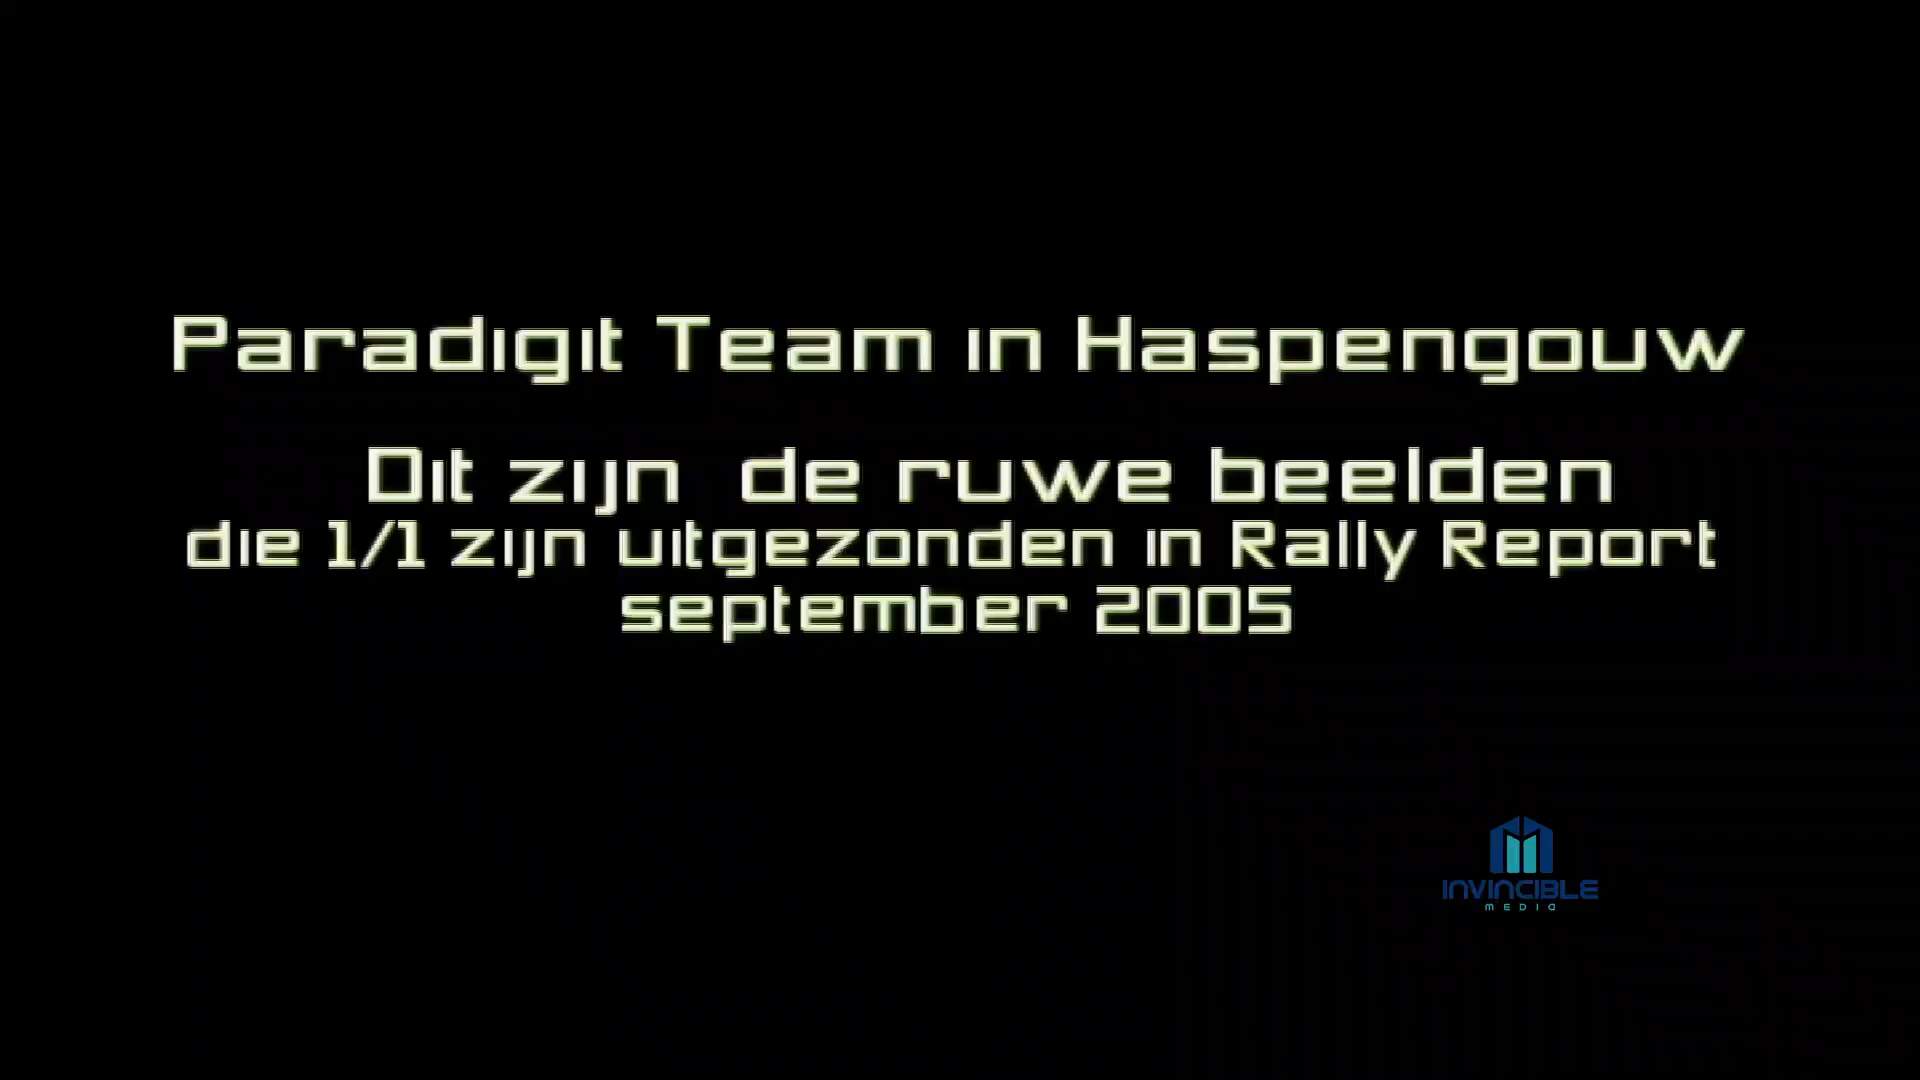 Paradigit Team in Haspengouw
Dit zijn de ruwe beelden
die 1/1 zijn uitgezonden in Rally Report
september 2005
INVINCIBLE
MEDIA